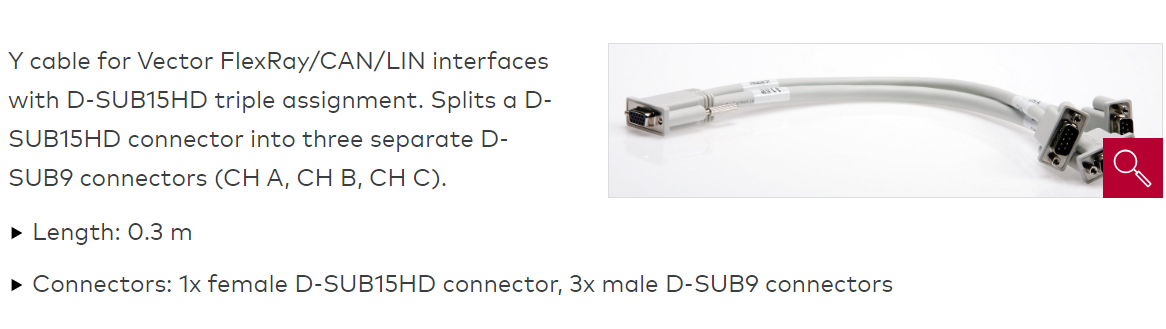 Y cable for Vector FlexRay/CAN/LIN interfaces
with D-SUB15HD triple assignment. Splits a D-
SUB15HD connector into three separate D-
SUB9 connectors (CH A, CH B, CH C).
Length: 0.3 m
Connectors: 1x female D-SUB15HD connector, 3x male D-SUB9 connectors